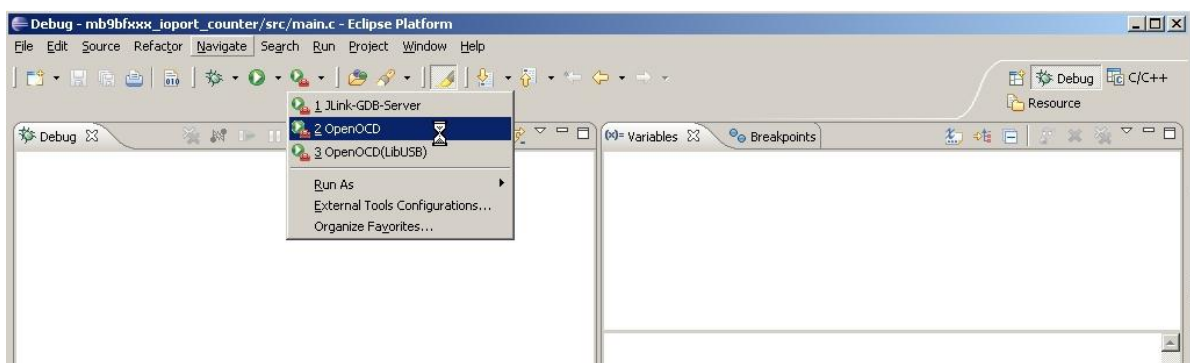 Debug - mb9bfxxx_ioport_counter/src/main.c - Eclipse Platform
File Edit Source Refactor Navigate Search Run Project Window Help
010
Debug C/C++
Resource
1 JLink-GDB-Server
2 OpenOCD
3 OpenOCD(LibUSB)
Run As
External Tools Configurations...
Organize Favorites...
Debug
(x)= Variables Breakpoints